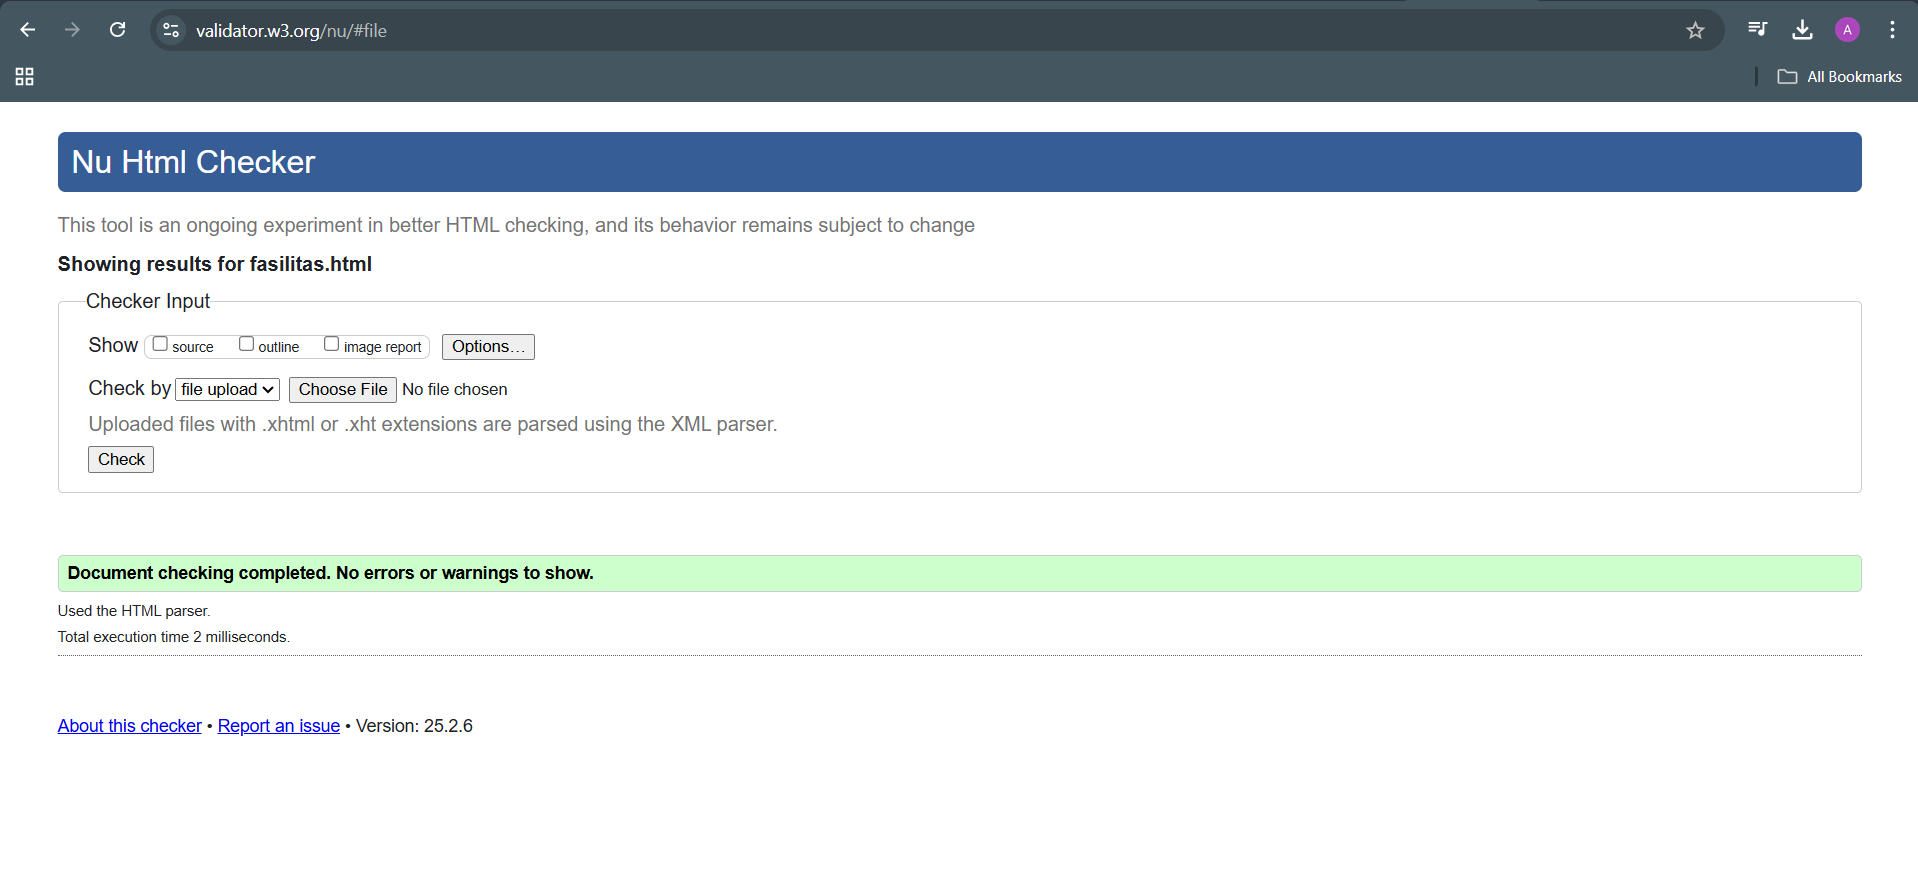 validator.w3.org/nu/#file
A
All Bookmarks
Nu Html Checker
This tool is an ongoing experiment in better HTML checking, and its behavior remains subject to change
Showing results for fasilitas.html
Checker Input
Show source outline image report Options...
Check by file upload Choose File No file chosen
Uploaded files with .xhtml or .xht extensions are parsed using the XML parser.
Check
Document checking completed. No errors or warnings to show.
Used the HTML parser.
Total execution time 2 milliseconds.
About this checker • Report an issue • Version: 25.2.6